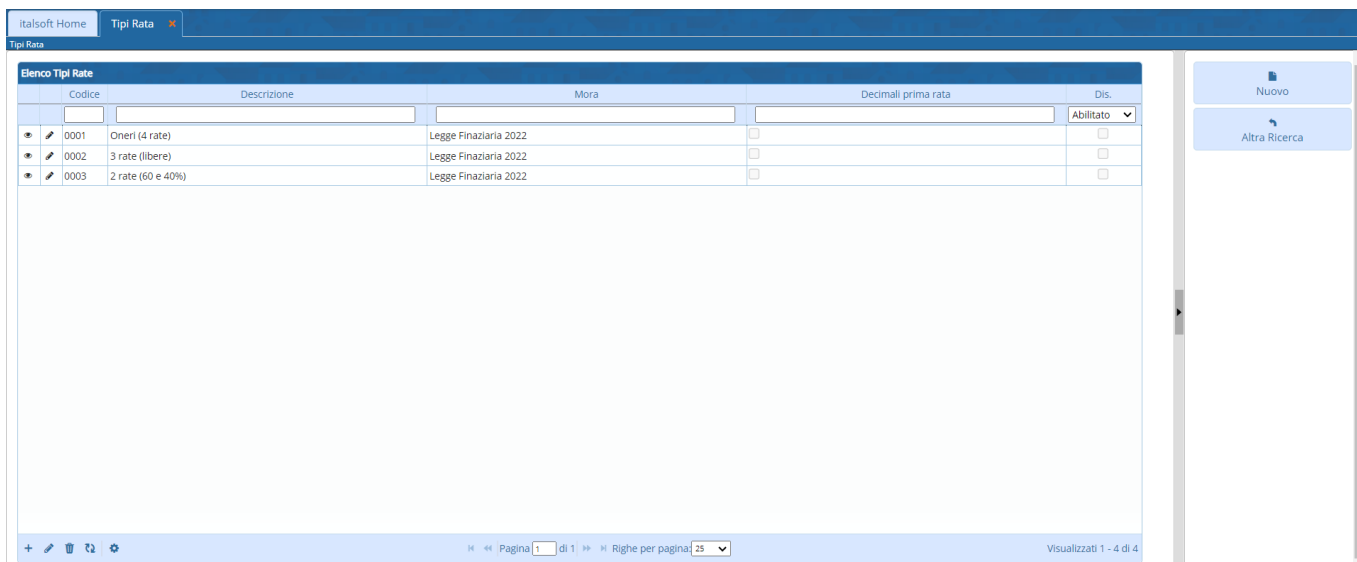 italsoft Home Tipi Rata
Tipi Rata
Elenco Tipi Rate
Codice Descrizione Mora Decimali prima rata Dis.
Abilitato
0001 Oneri (4 rate) Legge Finaziaria 2022
0002 3 rate (libere) Legge Finaziaria 2022
0003 2 rate (60 e 40%) Legge Finaziaria 2022
Pagina 1 di 1 Righe per pagina: 25 Visualizzati 1 - 4 di 4
Nuovo
Altra Ricerca